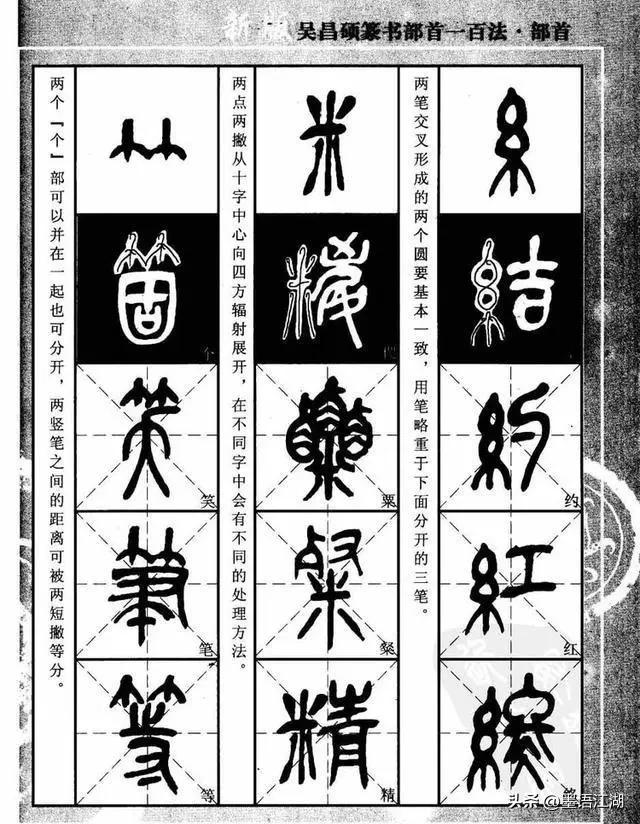 新 吴昌硕篆书部首一百法·部首
两个『个』部可以并在一起也可分开，两竖笔之间的距离可被两短撇等分。
箇
个
笑
笔
等
两点两撇从十字中心向四方辐射展开，在不同字中会有不同的处理方法。
米
粟
粲
精
两笔交叉形成的两个圆要基本一致，用笔略重于下面分开的三笔。
糸
結
约
红
头条 @墨语江湖